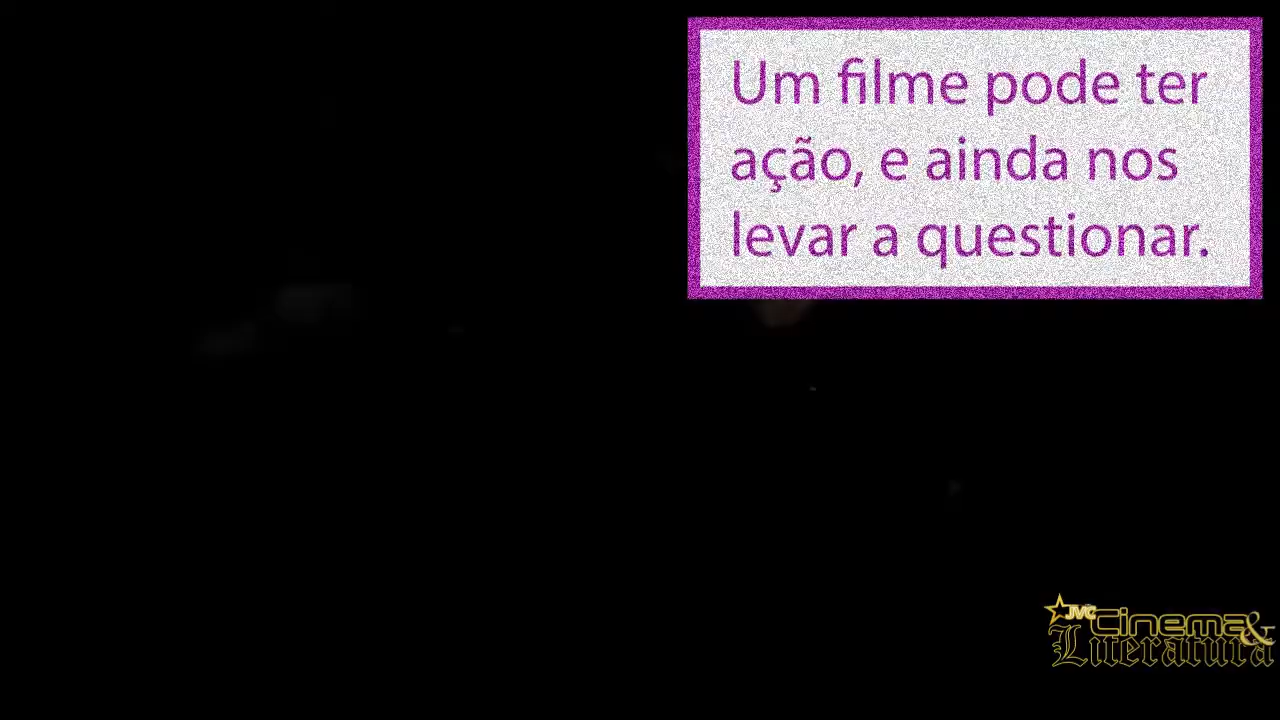 Um filme pode ter
ação, e ainda nos
levar a questionar.
JVC Cinema &
Literatura